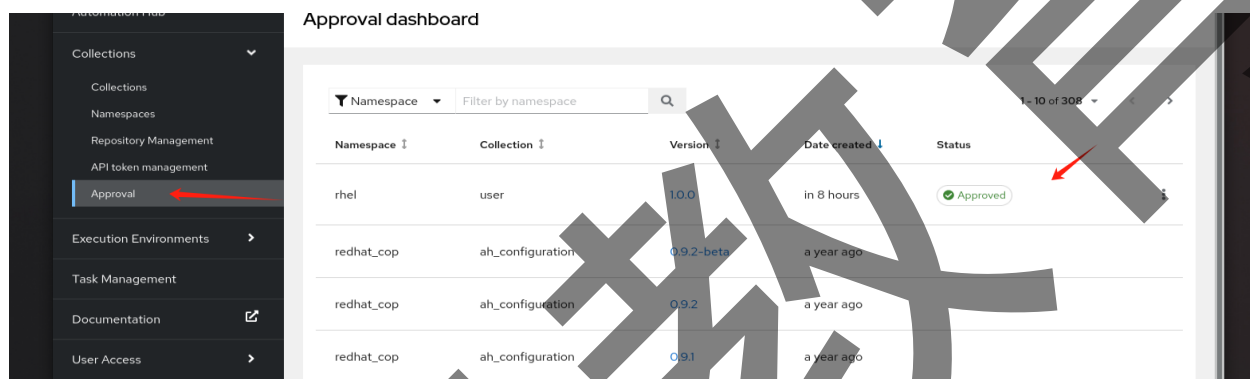 Automation Hub
Approval dashboard
Collections
Collections
Namespaces
Repository Management
API token management
Approval
Execution Environments
Task Management
Documentation
User Access
Namespace
Filter by namespace
1 - 10 of 308
Namespace Collection Version Date created Status
rhel user 1.0.0 in 8 hours Approved
redhat_cop ah_configuration 0.9.2-beta a year ago
redhat_cop ah_configuration 0.9.2 a year ago
redhat_cop ah_configuration 0.9.1 a year ago